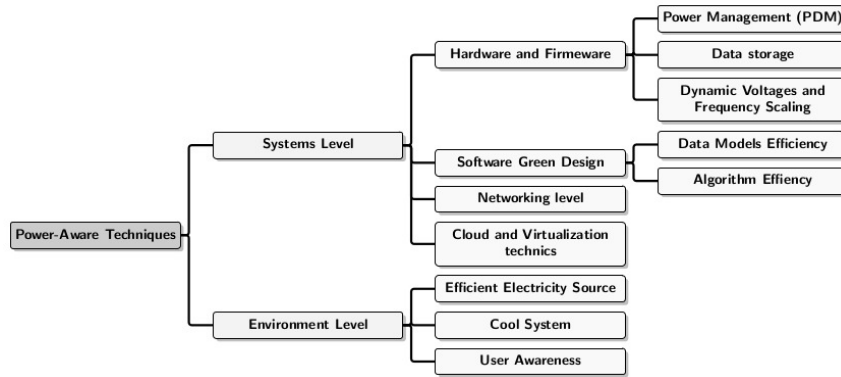 Power-Aware Techniques
Systems Level
Hardware and Firmeware
Power Management (PDM)
Data storage
Dynamic Voltages and
Frequency Scaling
Software Green Design
Data Models Efficiency
Algorithm Effiency
Networking level
Cloud and Virtualization
technics
Environment Level
Efficient Electricity Source
Cool System
User Awareness